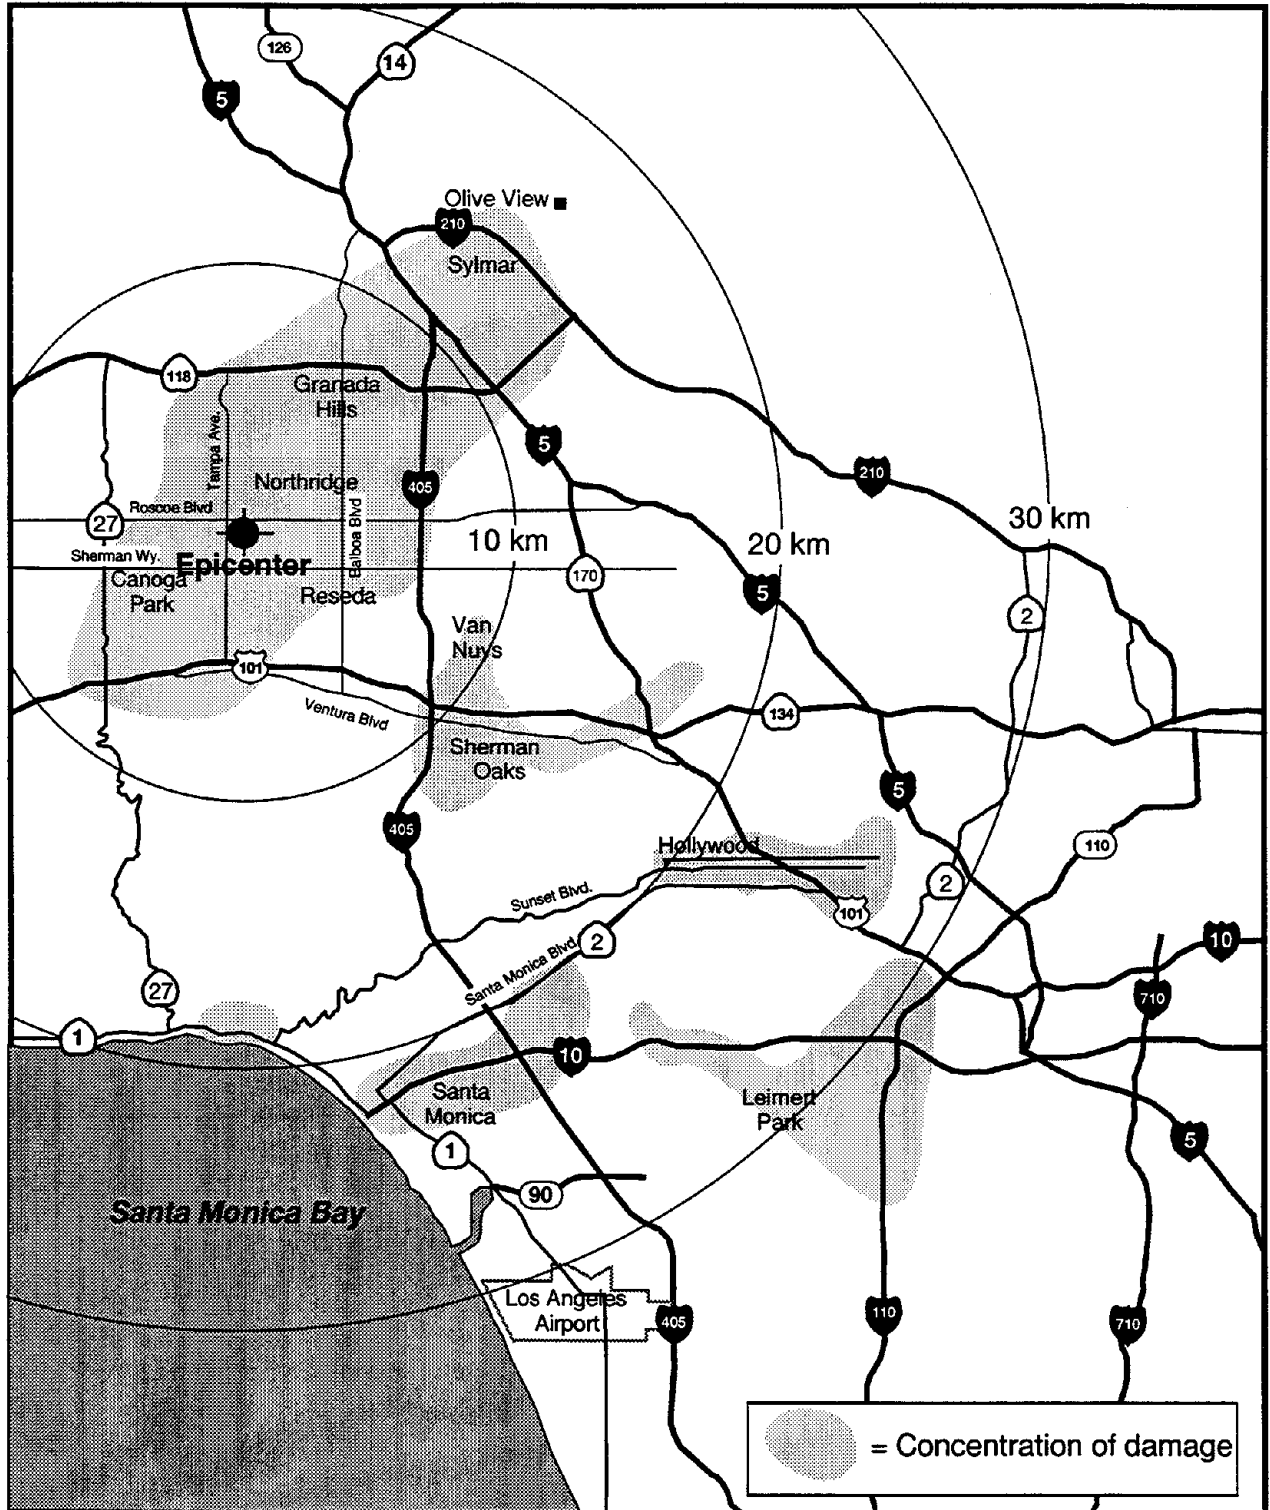 126
14
5
Olive View
210
Sylmar
118
Granada
Hills
Tampa Ave.
5
Northridge
405
210
Roscoe Blvd
Balboa Blvd
27
10 km
20 km
30 km
Sherman Wy.
Epicenter
Canoga
Park
Reseda
170
5
2
Van
Nuys
101
Ventura Blvd
134
Sherman
Oaks
5
405
Hollywood
110
2
Sunset Blvd.
101
2
10
Santa Monica Blvd.
27
710
1
10
Santa
Monica
Leimert
Park
1
5
90
Santa Monica Bay
Los Angeles
Airport
405
110
710
= Concentration of damage